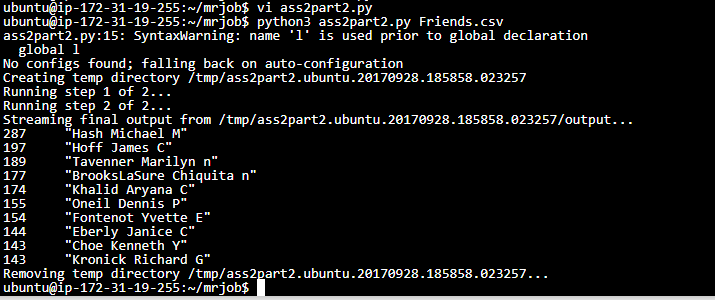 ubuntu@ip-172-31-19-255:~/mrjob$ vi ass2part2.py
ubuntu@ip-172-31-19-255:~/mrjob$ python3 ass2part2.py Friends.csv
ass2part2.py:15: SyntaxWarning: name 'l' is used prior to global declaration
  global l
No configs found; falling back on auto-configuration
Creating temp directory /tmp/ass2part2.ubuntu.20170928.185858.023257
Running step 1 of 2...
Running step 2 of 2...
Streaming final output from /tmp/ass2part2.ubuntu.20170928.185858.023257/output...
287     "Hash Michael M"
197     "Hoff James C"
189     "Tavenner Marilyn n"
177     "BrooksLaSure Chiquita n"
174     "Khalid Aryana C"
155     "Oneil Dennis P"
154     "Fontenot Yvette E"
144     "Eberly Janice C"
143     "Choe Kenneth Y"
143     "Kronick Richard G"
Removing temp directory /tmp/ass2part2.ubuntu.20170928.185858.023257...
ubuntu@ip-172-31-19-255:~/mrjob$